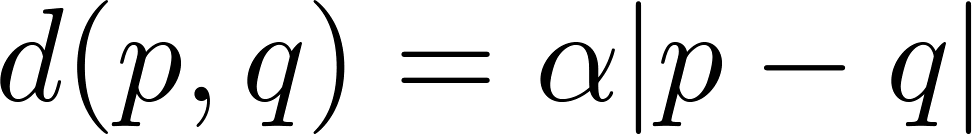 d(p, q) = α|p − q|